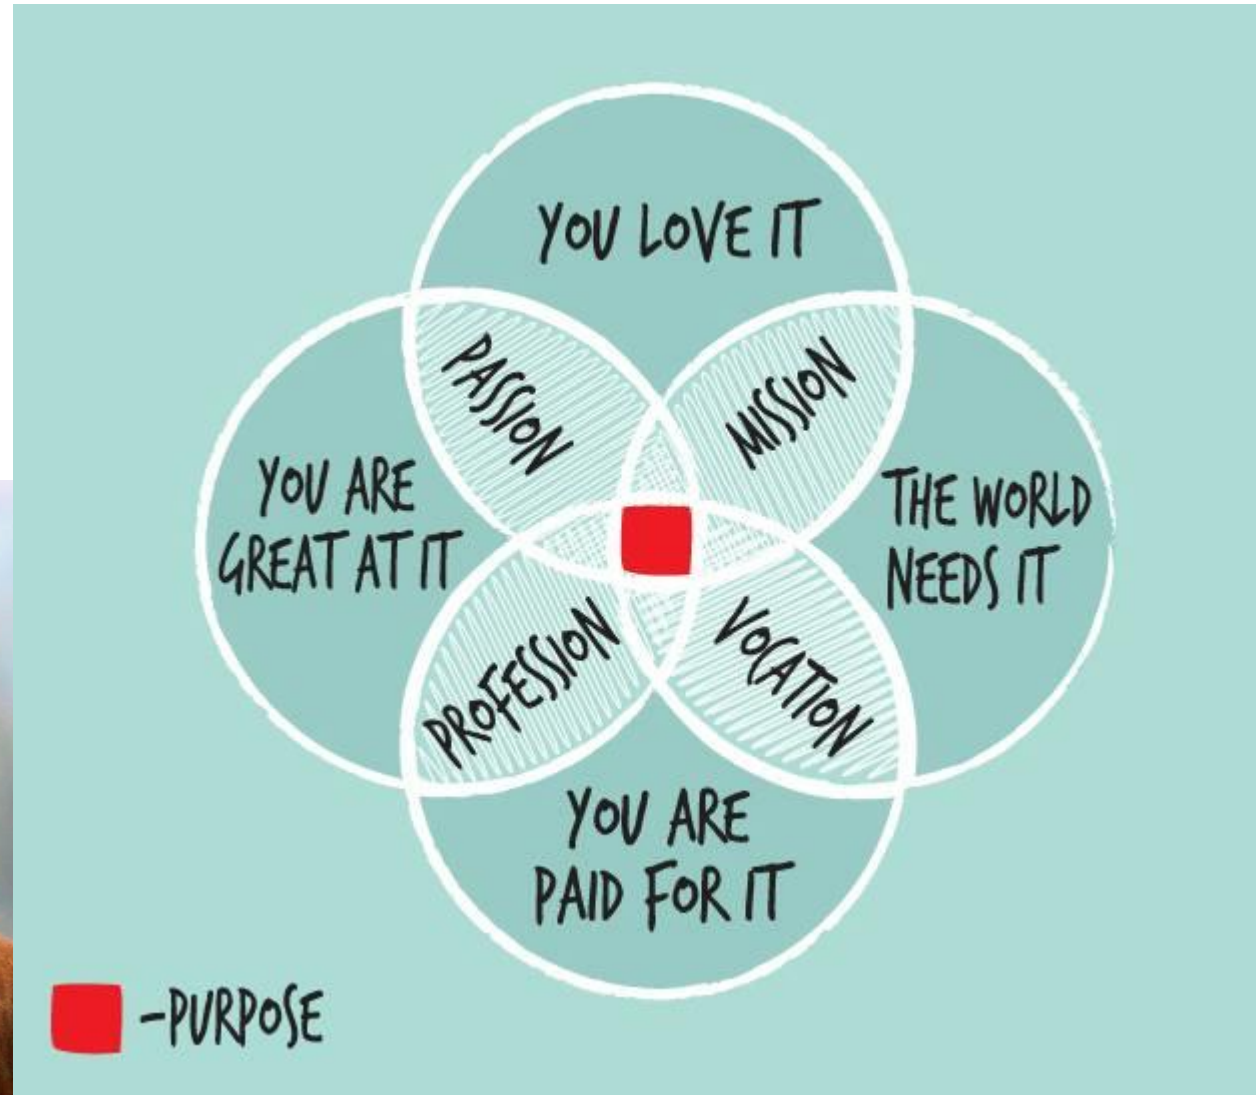 YOU LOVE IT
PASSION
MISSION
YOU ARE
GREAT AT IT
THE WORLD
NEEDS IT
PROFESSION
VOCATION
YOU ARE
PAID FOR IT
-PURPOSE